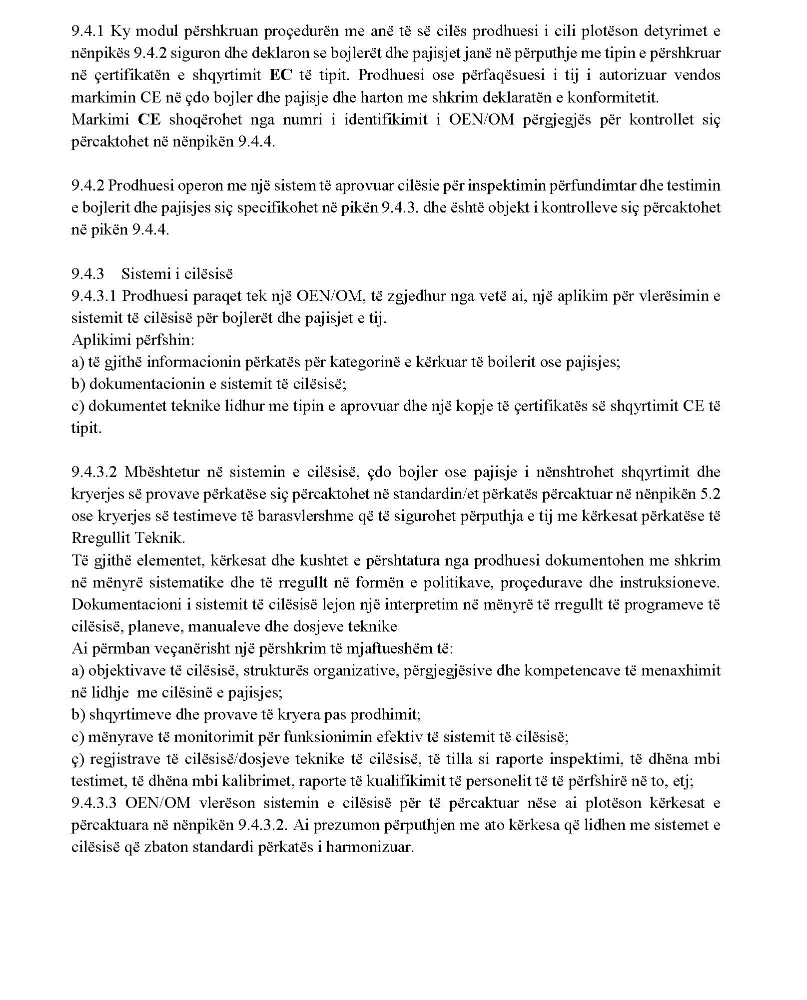 9.4.1 Ky modul përshkruan proçedurën me anë të së cilës prodhuesi i cili plotëson detyrimet e
nënpikës 9.4.2 siguron dhe deklaron se bojlerët dhe pajisjet janë në përputhje me tipin e përshkruar
në çertifikatën e shqyrtimit EC të tipit. Prodhuesi ose përfaqësuesi i tij i autorizuar vendos
markimin CE në çdo bojler dhe pajisje dhe harton me shkrim deklaratën e konformitetit.
Markimi CE shoqërohet nga numri i identifikimit i OEN/OM përgjegjës për kontrollet siç
përcaktohet në nënpikën 9.4.4.
9.4.2 Prodhuesi operon me një sistem të aprovuar cilësie për inspektimin përfundimtar dhe testimin
e bojlerit dhe pajisjes siç specifikohet në pikën 9.4.3. dhe është objekt i kontrolleve siç përcaktohet
në pikën 9.4.4.
9.4.3 Sistemi i cilësisë
9.4.3.1 Prodhuesi paraqet tek një OEN/OM, të zgjedhur nga vetë ai, një aplikim për vlerësimin e
sistemit të cilësisë për bojlerët dhe pajisjet e tij.
Aplikimi përfshin:
a) të gjithë informacionin përkatës për kategorinë e kërkuar të boilerit ose pajisjes;
b) dokumentacionin e sistemit të cilësisë;
c) dokumentet teknike lidhur me tipin e aprovuar dhe një kopje të çertifikatës së shqyrtimit CE të
tipit.
9.4.3.2 Mbështetur në sistemin e cilësisë, çdo bojler ose pajisje i nënshtrohet shqyrtimit dhe
kryerjes së provave përkatëse siç përcaktohet në standardin/et përkatës përcaktuar në nënpikën 5.2
ose kryerjes së testimeve të barasvlershme që të sigurohet përputhja e tij me kërkesat përkatëse të
Rregullit Teknik.
Të gjithë elementet, kërkesat dhe kushtet e përshtatura nga prodhuesi dokumentohen me shkrim
në mënyrë sistematike dhe të rregullt në formën e politikave, proçedurave dhe instruksioneve.
Dokumentacioni i sistemit të cilësisë lejon një interpretim në mënyrë të rregullt të programeve të
cilësisë, planeve, manualeve dhe dosjeve teknike
Ai përmban veçanërisht një përshkrim të mjaftueshëm të:
a) objektivave të cilësisë, strukturës organizative, përgjegjësive dhe kompetencave të menaxhimit
në lidhje me cilësinë e pajisjes;
b) shqyrtimeve dhe provave të kryera pas prodhimit;
c) mënyrave të monitorimit për funksionimin efektiv të sistemit të cilësisë;
ç) regjistrave të cilësisë/dosjeve teknike të cilësisë, të tilla si raporte inspektimi, të dhëna mbi
testimet, të dhëna mbi kalibrimet, raporte të kualifikimit të personelit të të përfshirë në to, etj;
9.4.3.3 OEN/OM vlerëson sistemin e cilësisë për të përcaktuar nëse ai plotëson kërkesat e
përcaktuara në nënpikën 9.4.3.2. Ai prezumon përputhjen me ato kërkesa që lidhen me sistemet e
cilësisë që zbaton standardi përkatës i harmonizuar.